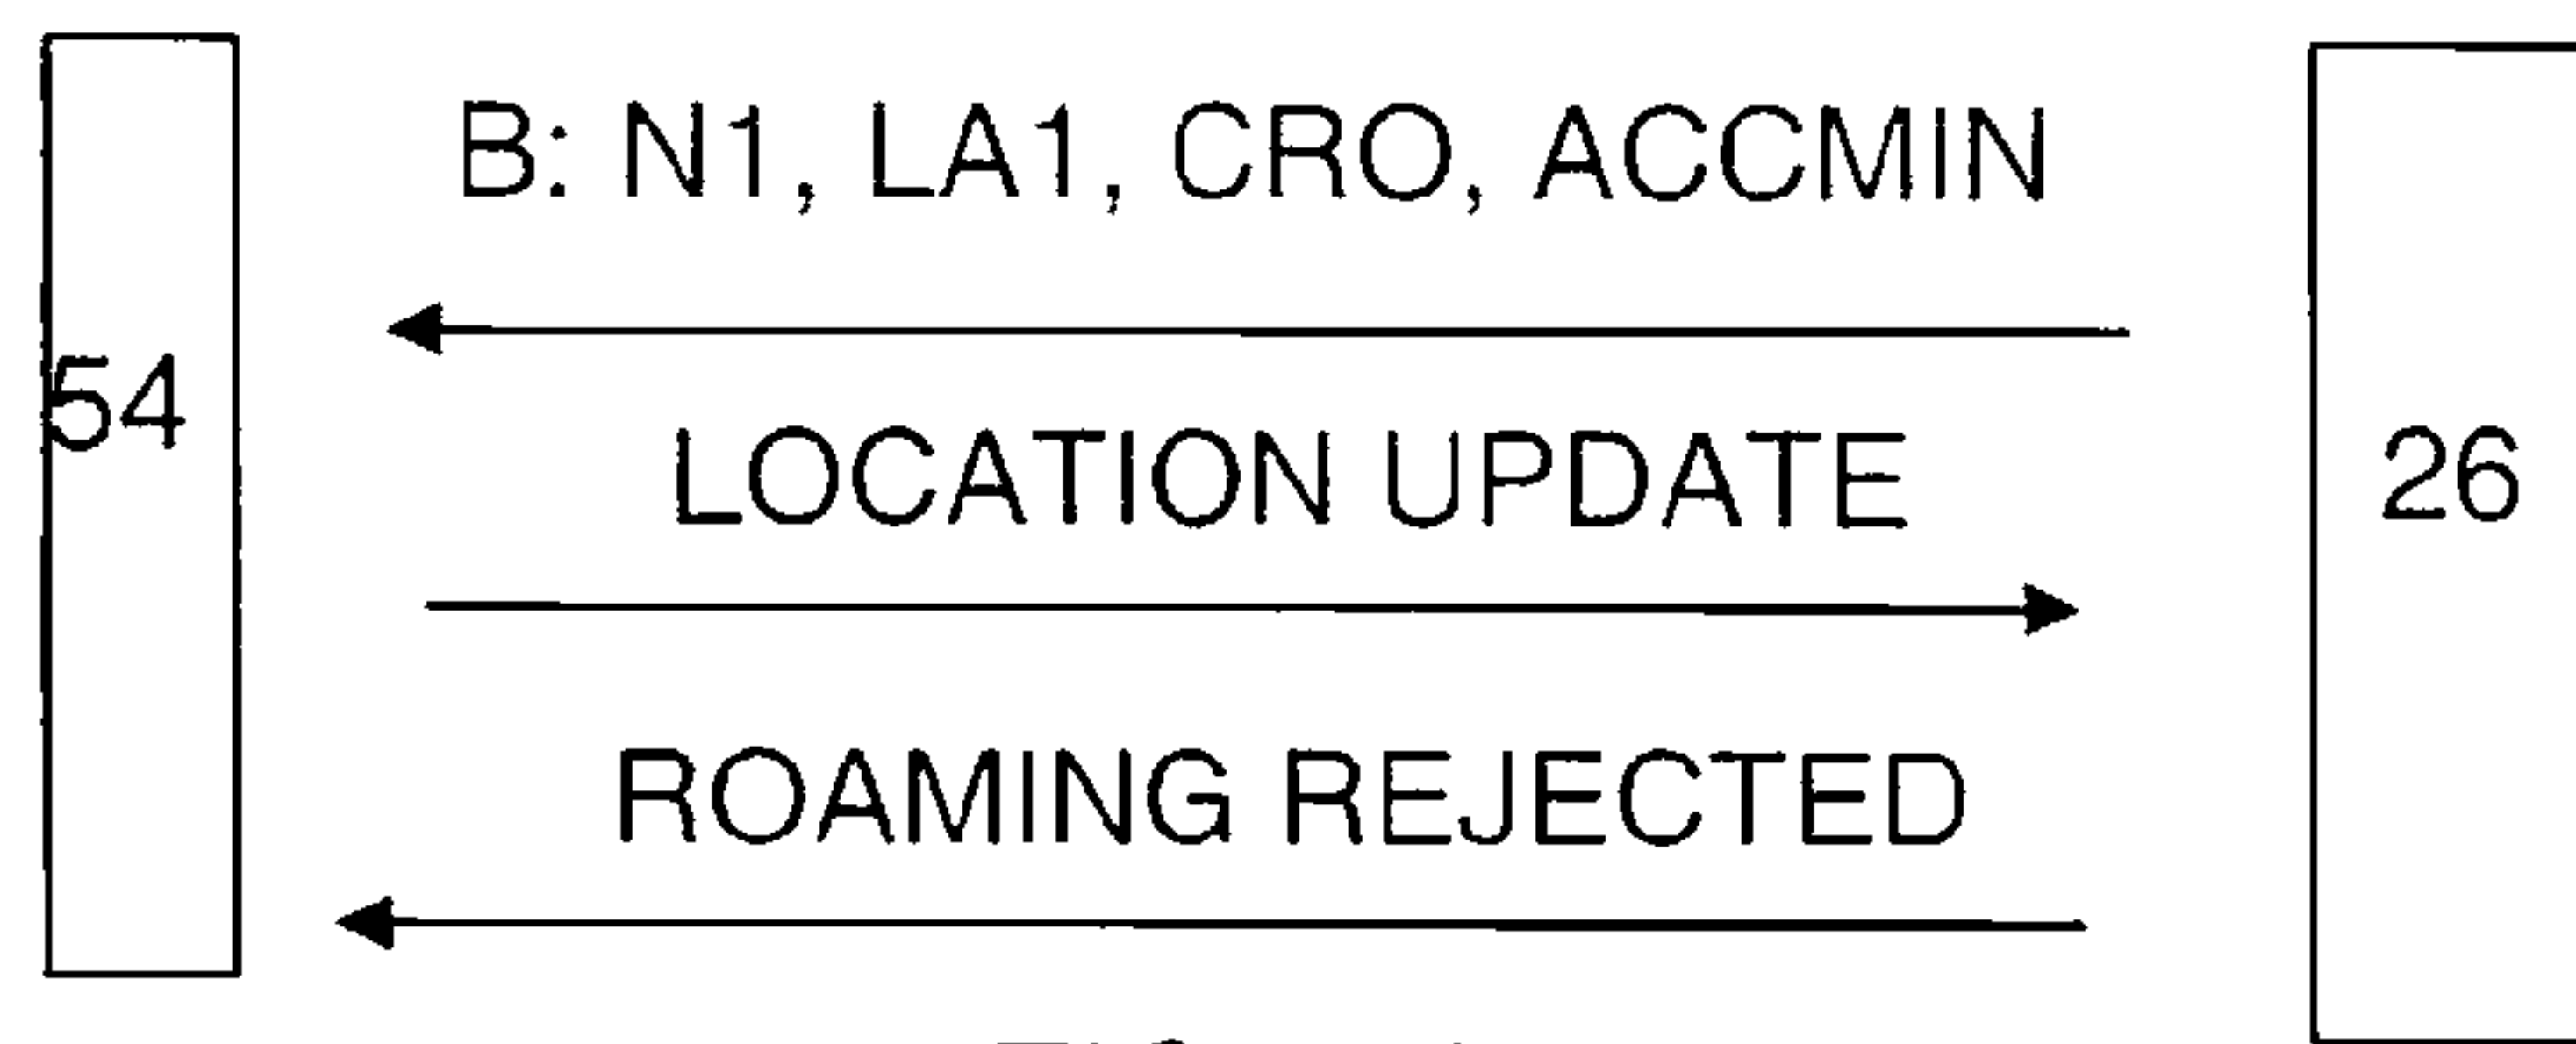 B: N1, LA1, CRO, ACCMIN
54
LOCATION UPDATE
26
ROAMING REJECTED